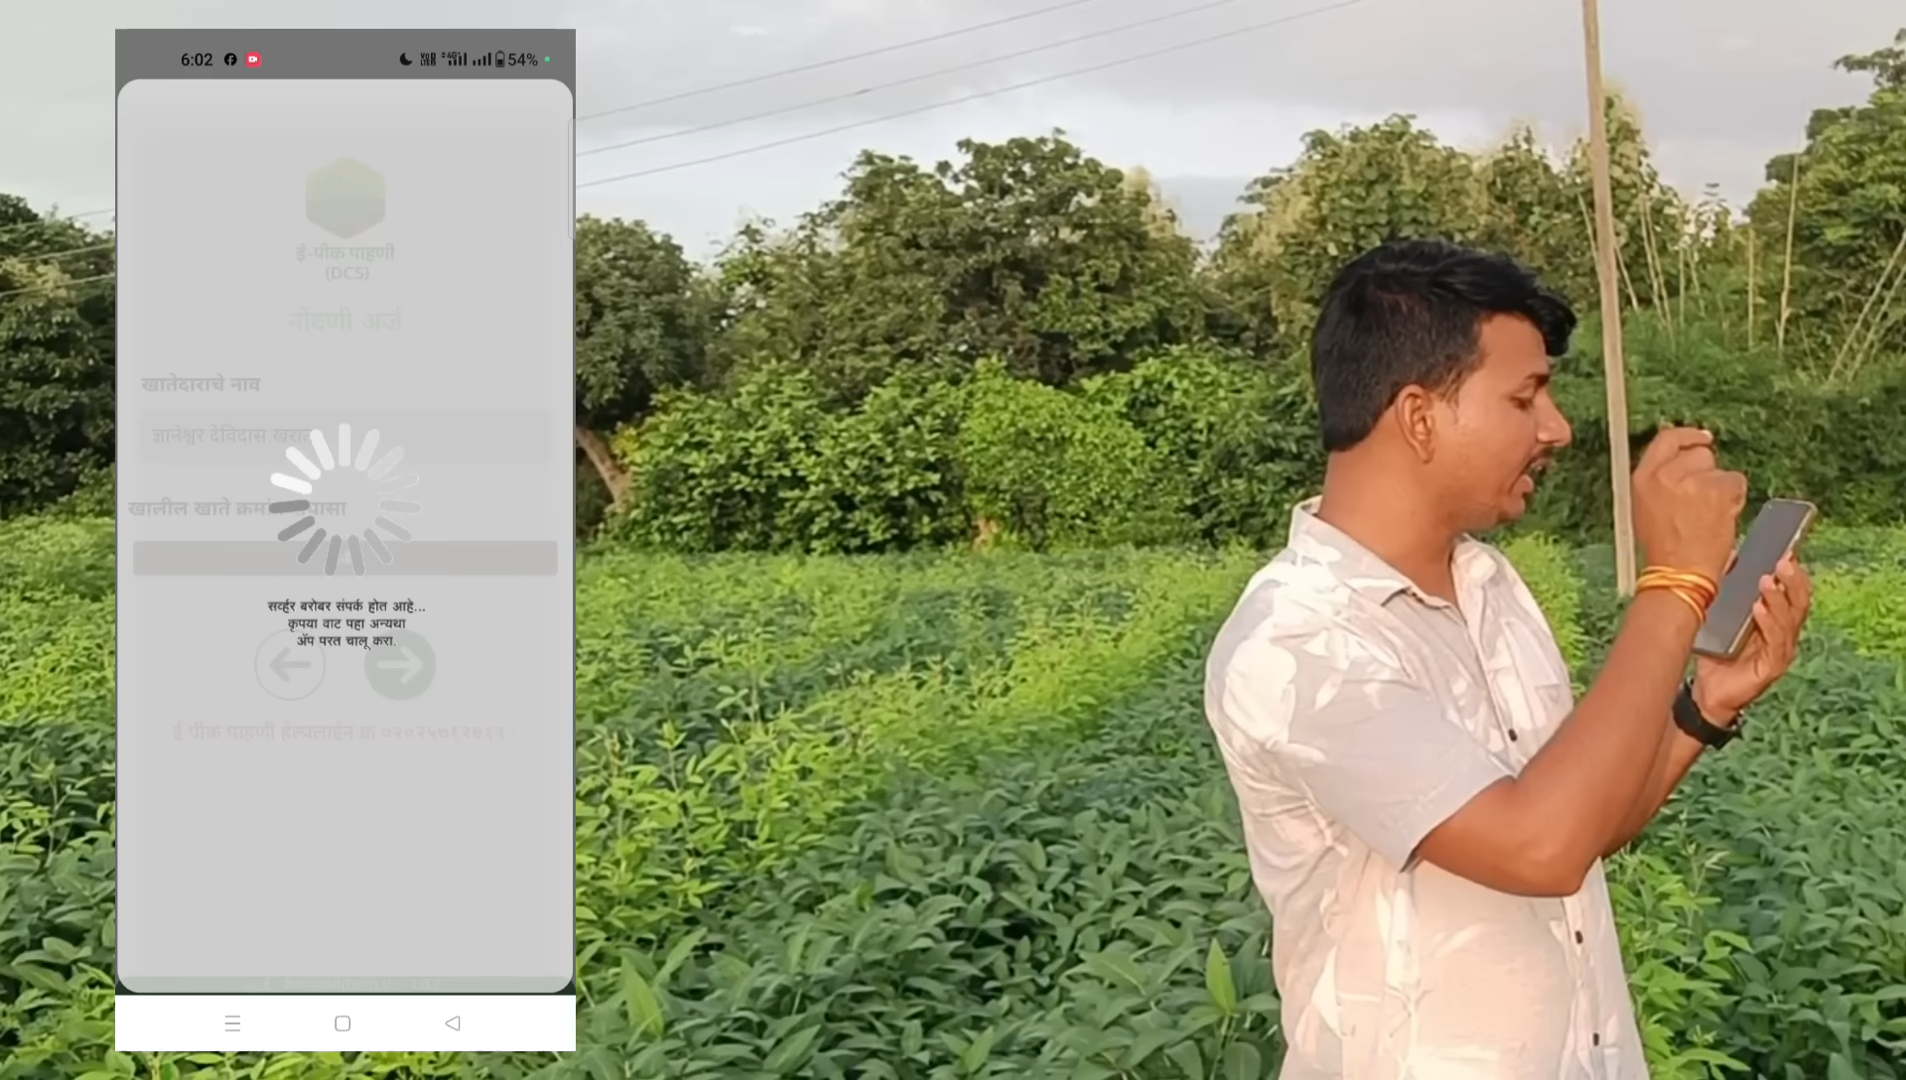 6:02
54%
ई-पीक पाहणी
(DCS)
नोंदणी अर्ज
खातेदाराचे नाव
ज्ञानेश्वर देविदास
खालील खाते
सर्व्हर बरोबर संपर्क होत आहे...
कृपया वाट पहा अन्यथा
ॲप परत चालू करा.
ई पीक पाहणी हेल्पलाईन क्र ०२०२५७१२७१२ -